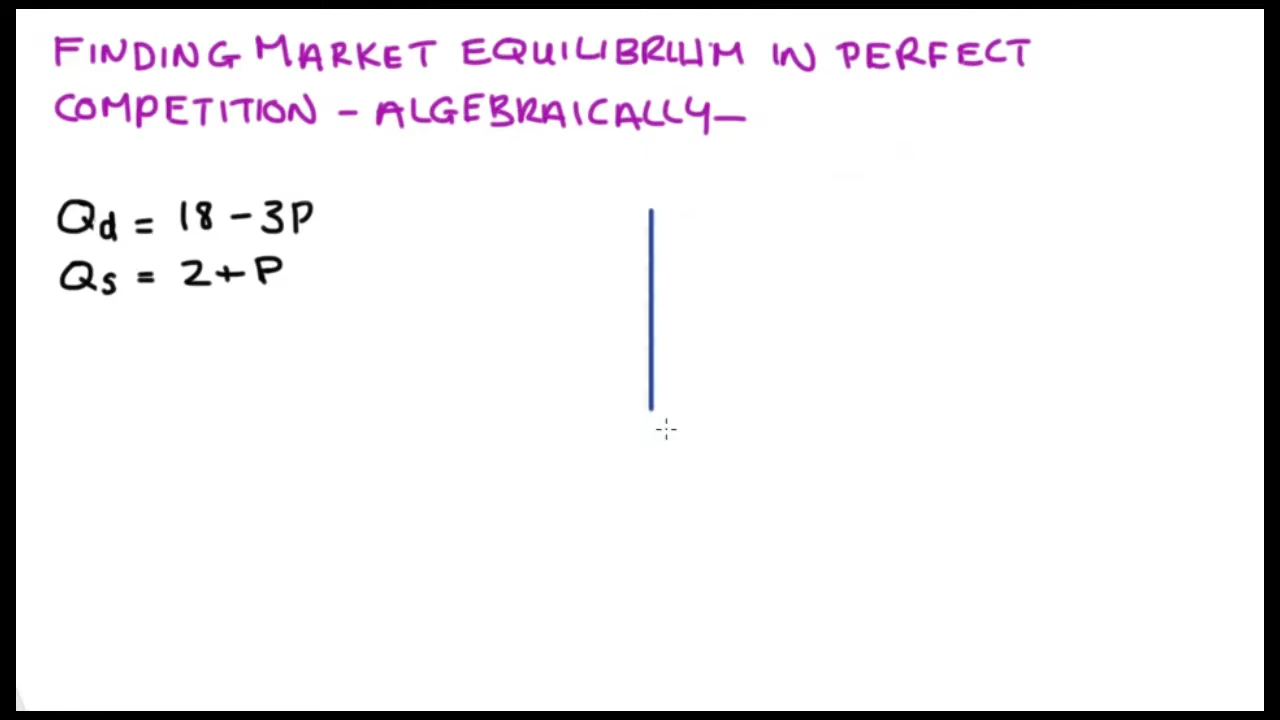 FINDING MARKET EQUILIBRIUM IN PERFECT
COMPETITION - ALGEBRAICALLY-
Qd = 18 - 3P
Qs = 2 + P